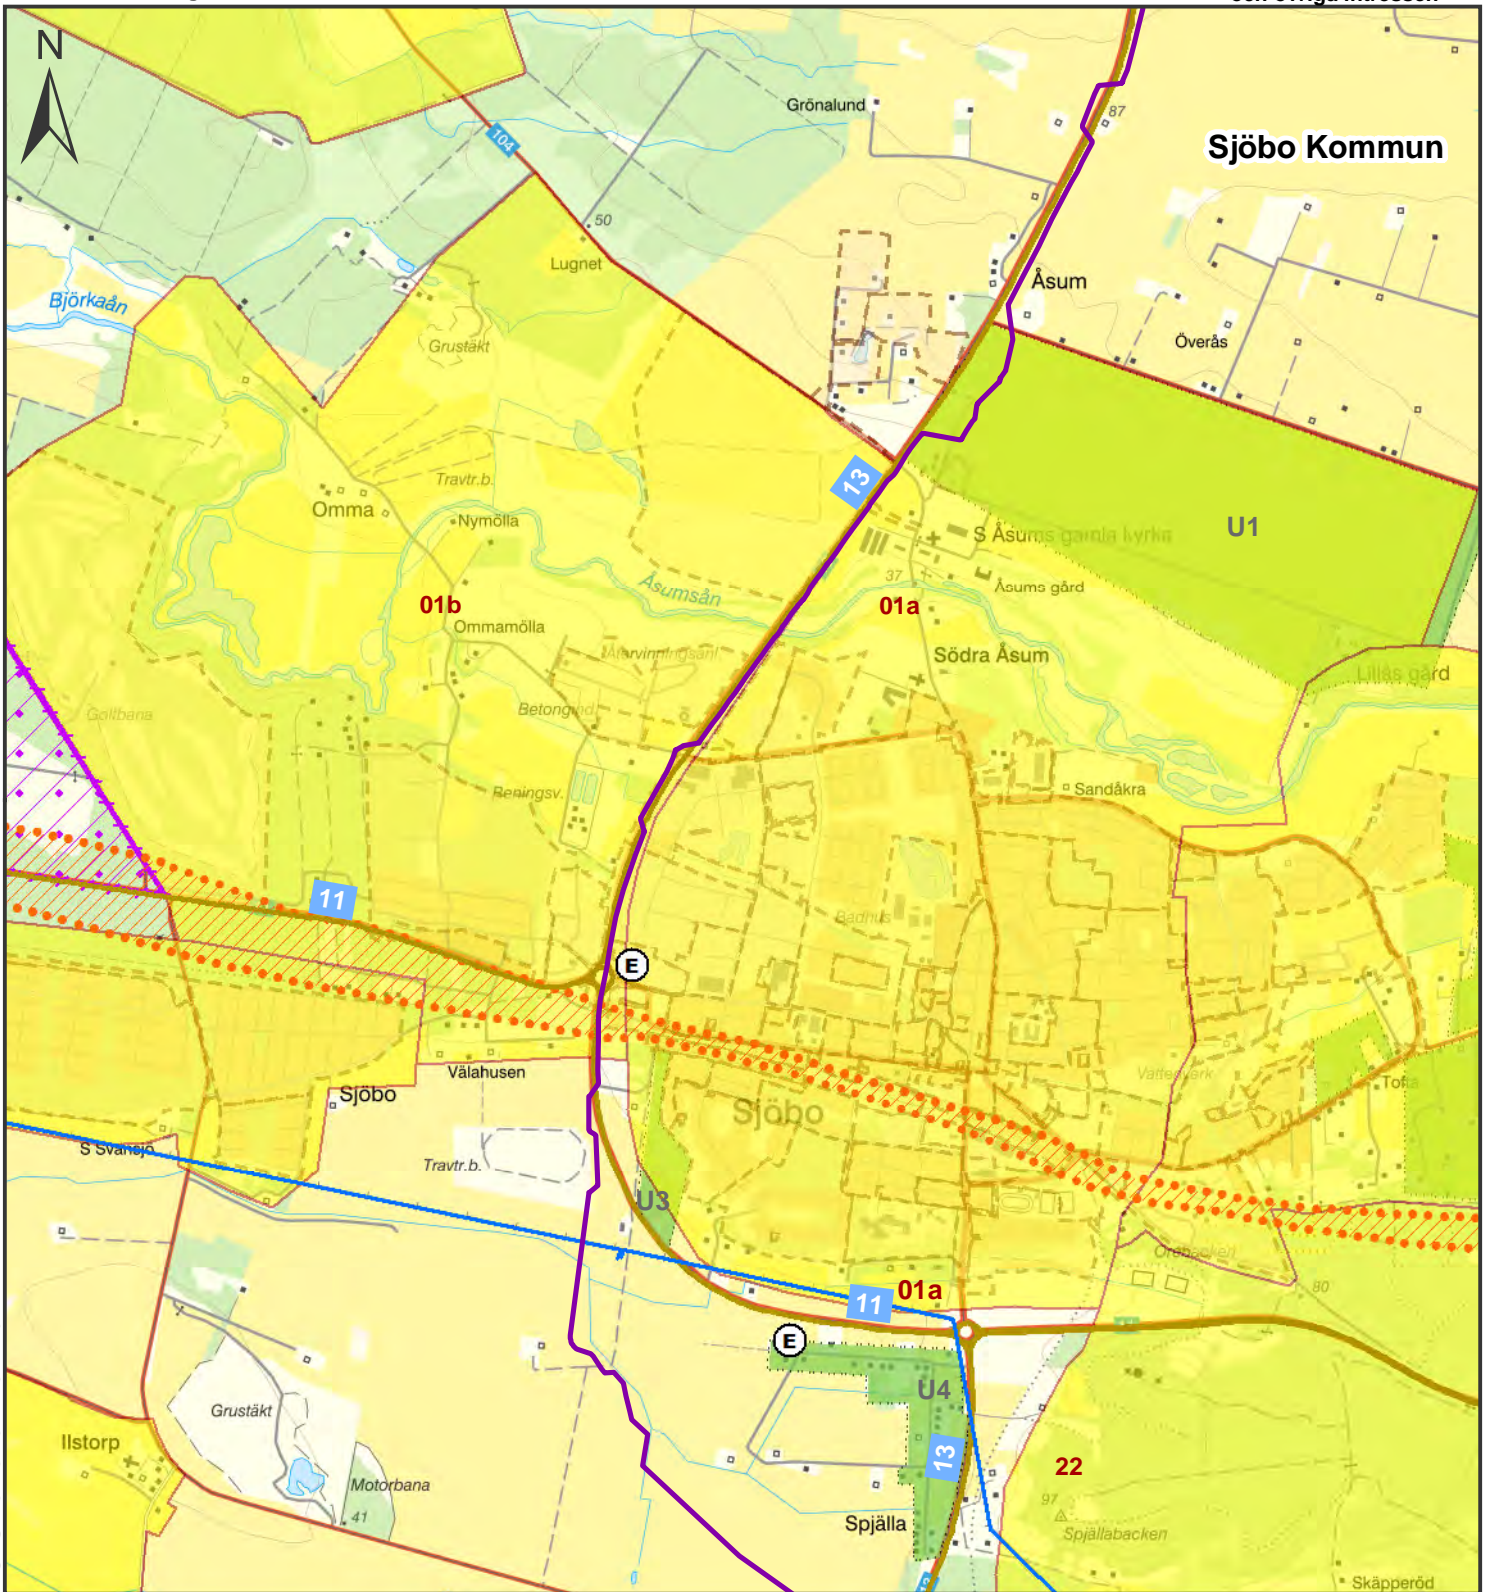 N
Sjöbo Kommun
Grönalund
87
104
50
Lugnet
Björkaån
Grustäkt
Åsum
Överås
13
Travtr.b.
Omma
Nymölla
U1
S Åsums gamla kyrka
37
Åsums gård
Åsumsån
01b
01a
Ommamölla
Återvinningsanl.
Södra Åsum
Lillås gård
Golfbana
Betongind.
Reningsv.
Sandåkra
11
Badhus
E
Välahusen
Sjöbo
Sjöbo
Vattenverk
Tofta
S Svansjö
Travtr.b.
U3
Orebacken
80
01a
11
E
U4
Grustäkt
Ilstorp
13
22
Motorbana
97
41
Spjälla
Spjällabacken
13
Skäpperöd